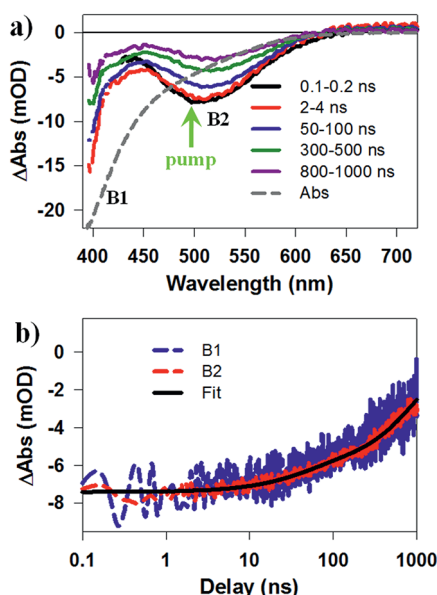 a)
0
-5
-10
-15
-20
ΔAbs (mOD)
B1
B2
pump
0.1-0.2 ns
2-4 ns
50-100 ns
300-500 ns
800-1000 ns
Abs
400 450 500 550 600 650 700
Wavelength (nm)
b)
0
-2
-4
-6
-8
ΔAbs (mOD)
B1
B2
Fit
0.1 1 10 100 1000
Delay (ns)